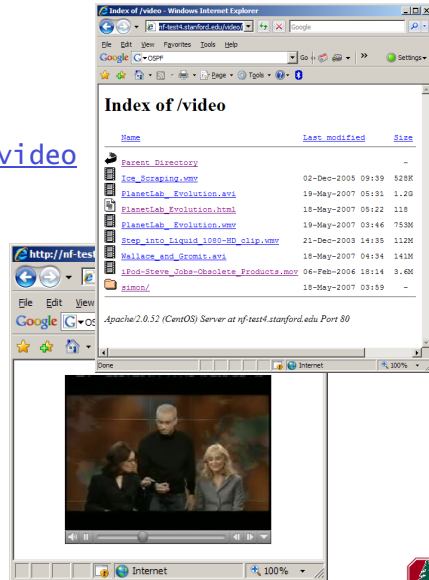 Index of /video - Windows Internet Explorer
nf-test4.stanford.edu/video/
Google
File Edit View Favorites Tools Help
Google G OSPF Go Settings
Page Tools
Index of /video
Name Last modified Size
Parent Directory -
Ice_Scraping.wmv 02-Dec-2005 09:39 528K
PlanetLab_ Evolution.avi 19-May-2007 05:31 1.2G
PlanetLab_Evolution.html 18-May-2007 05:22 118
PlanetLab_Evolution.wmv 19-May-2007 03:46 753M
Step_into_Liquid_1080-HD_clip.wmv 21-Dec-2003 14:35 112M
Wallace_and_Gromit.avi 18-May-2007 04:34 141M
iPod-Steve_Jobs-Obsolete_Products.mov 06-Feb-2006 18:14 3.6M
simon/ 18-May-2007 03:59 -
Apache/2.0.52 (CentOS) Server at nf-test4.stanford.edu Port 80
Done Internet 100%
video
http://nf-test
File Edit View
Google G OS
Internet 100%